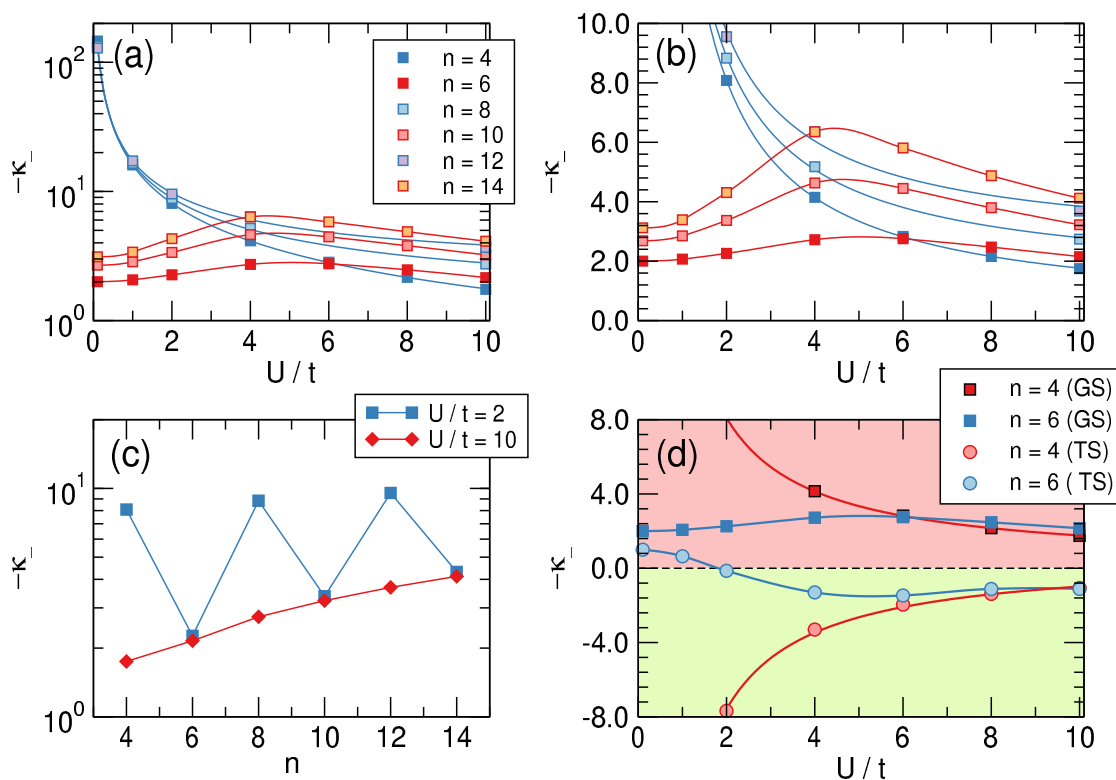 (a)
n = 4
n = 6
n = 8
n = 10
n = 12
n = 14
10²
10¹
10⁰
−κ_
0 2 4 6 8 10
U / t
(b)
10.0
8.0
6.0
4.0
2.0
0.0
−κ_
0 2 4 6 8 10
U / t
(c)
U / t = 2
U / t = 10
10¹
10⁰
−κ_
4 6 8 10 12 14
n
(d)
n = 4 (GS)
n = 6 (GS)
n = 4 (TS)
n = 6 ( TS)
8.0
4.0
0.0
-4.0
-8.0
−κ_
0 2 4 6 8 10
U / t